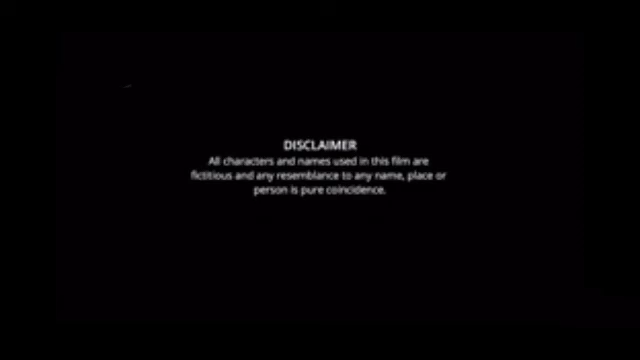 DISCLAIMER
All characters and names used in this film are
fictitious and any resemblance to any name, place or
person is pure coincidence.